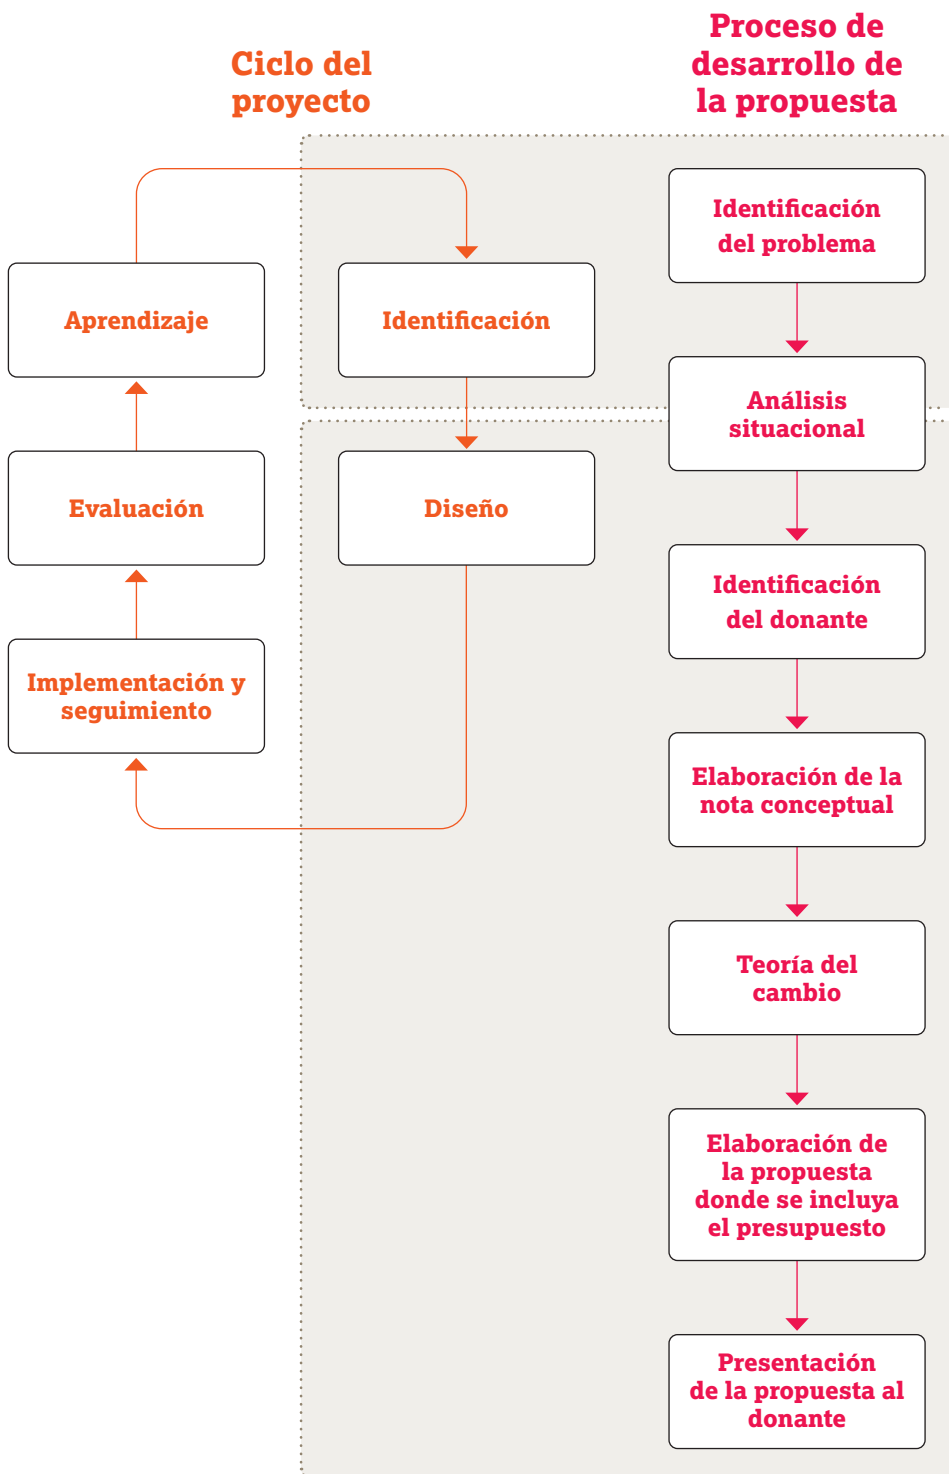 Ciclo del
proyecto
Proceso de
desarrollo de
la propuesta
Aprendizaje
Identificación
Evaluación
Diseño
Implementación y
seguimiento
Identificación
del problema
Análisis
situacional
Identificación
del donante
Elaboración de la
nota conceptual
Teoría del
cambio
Elaboración de
la propuesta
donde se incluya
el presupuesto
Presentación
de la propuesta al
donante